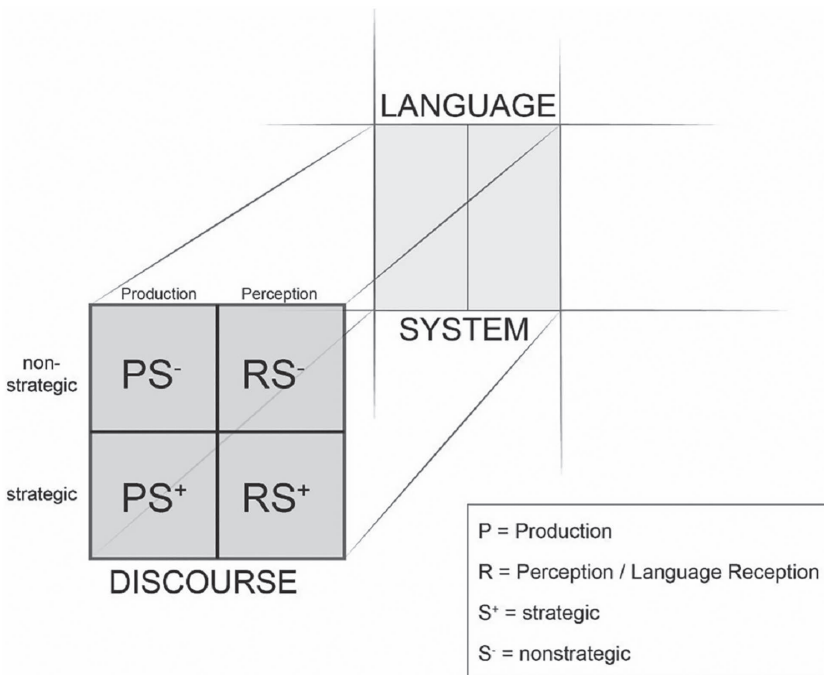 LANGUAGE
SYSTEM
Production Perception
non-
strategic
PS⁻ RS⁻
strategic
PS⁺ RS⁺
DISCOURSE
P = Production
R = Perception / Language Reception
S⁺ = strategic
S⁻ = nonstrategic